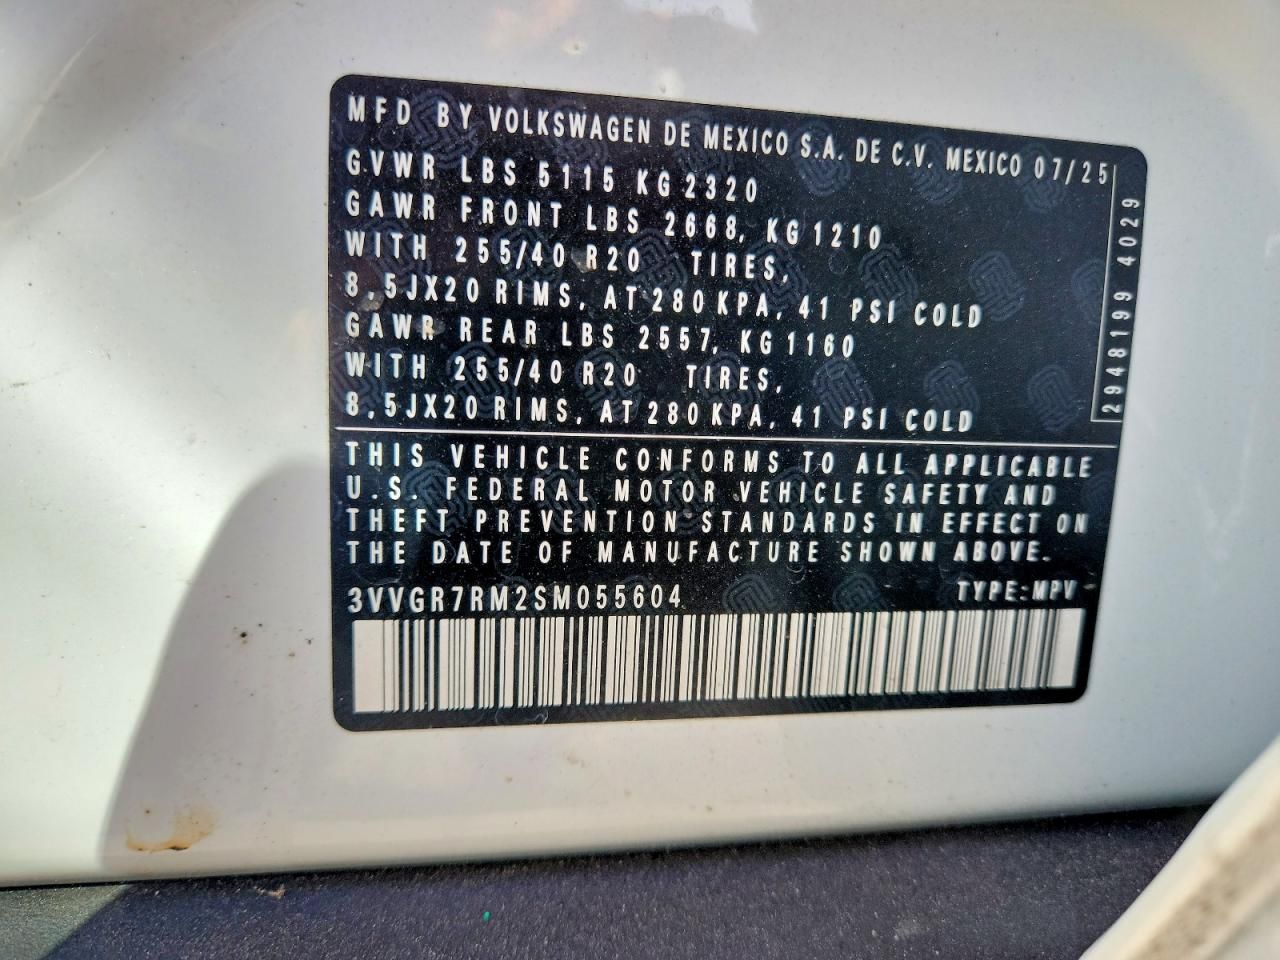 MFD BY VOLKSWAGEN DE MEXICO S.A. DE C.V. MEXICO 07/25
G.VWR LBS 5115 KG 2320
GAWR FRONT LBS 2668, KG 1210
WITH 255/40 R20 TIRES,
8,5JX20 RIMS, AT 280 KPA, 41 PSI COLD
GAWR REAR LBS 2557, KG 1160
WITH 255/40 R20 TIRES,
8,5JX20 RIMS, AT 280 KPA, 41 PSI COLD
2948199 4029
THIS VEHICLE CONFORMS TO ALL APPLICABLE
U.S. FEDERAL MOTOR VEHICLE SAFETY AND
THEFT PREVENTION STANDARDS IN EFFECT ON
THE DATE OF MANUFACTURE SHOWN ABOVE.
3VVGR7RM2SM055604 TYPE:MPV